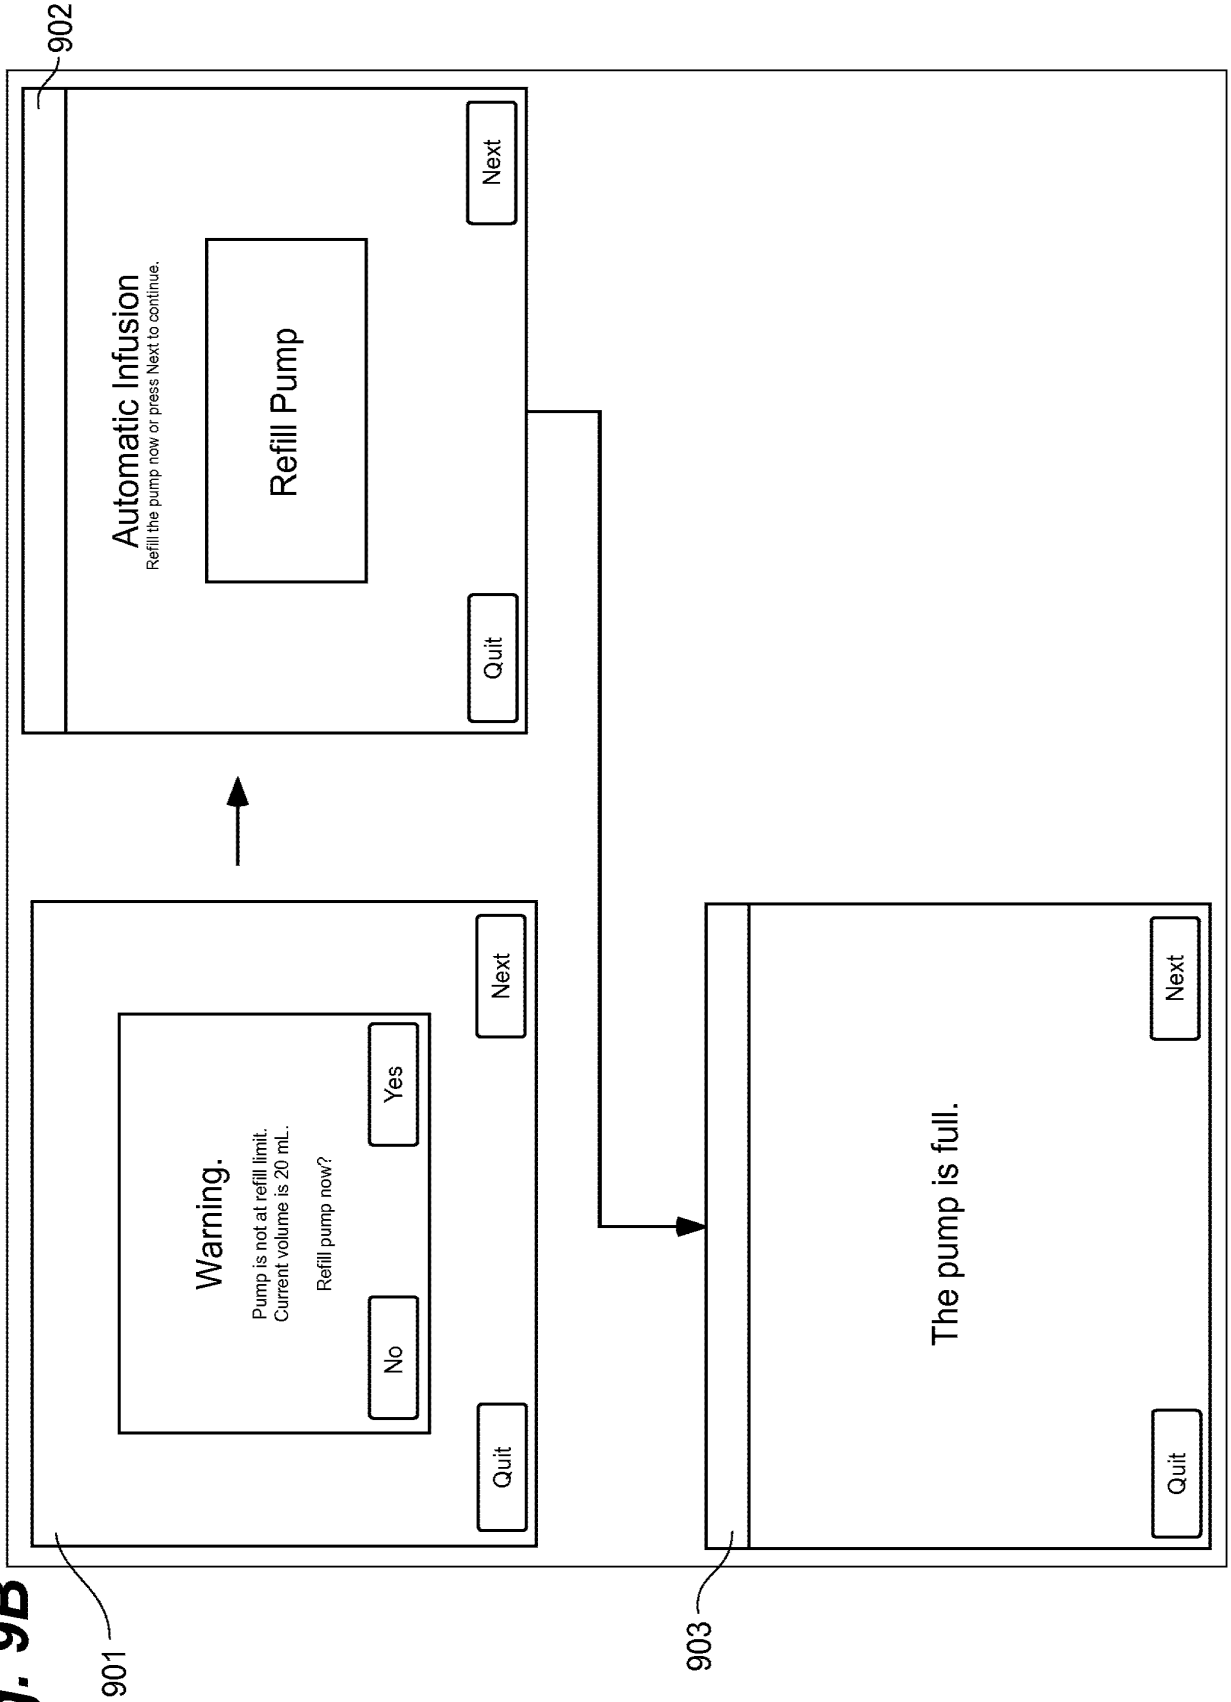 g. 9B
901
Warning.
Pump is not at refill limit.
Current volume is 20 mL.
Refill pump now?
No
Yes
Quit
Next
902
Automatic Infusion
Refill the pump now or press Next to continue.
Refill Pump
Quit
Next
903
The pump is full.
Quit
Next